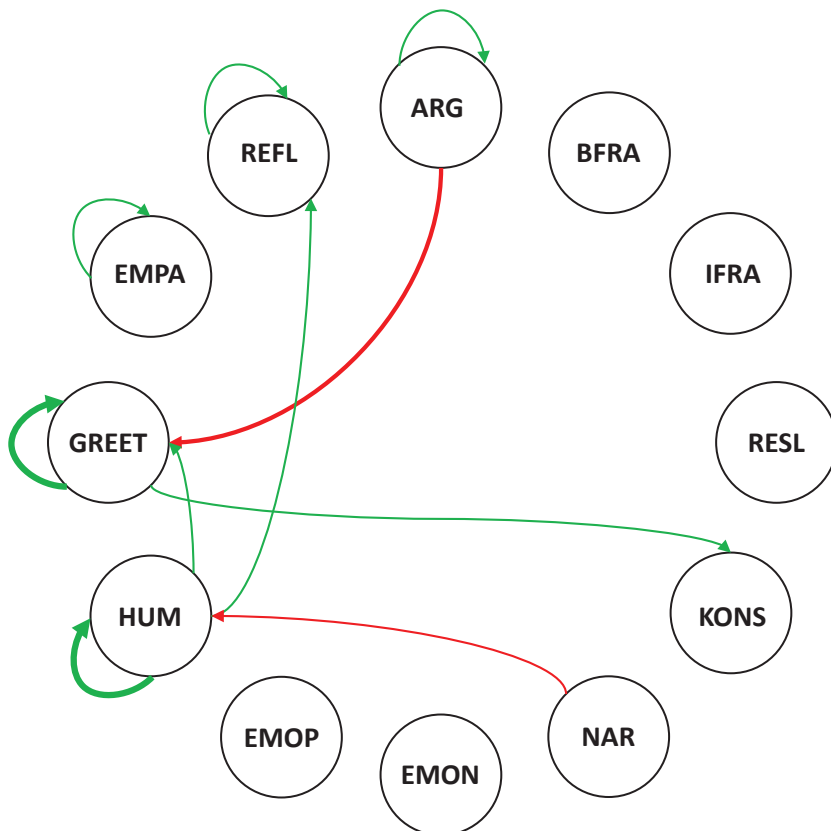 ARG
REFL
BFRA
EMPA
IFRA
GREET
RESL
HUM
KONS
EMOP
NAR
EMON